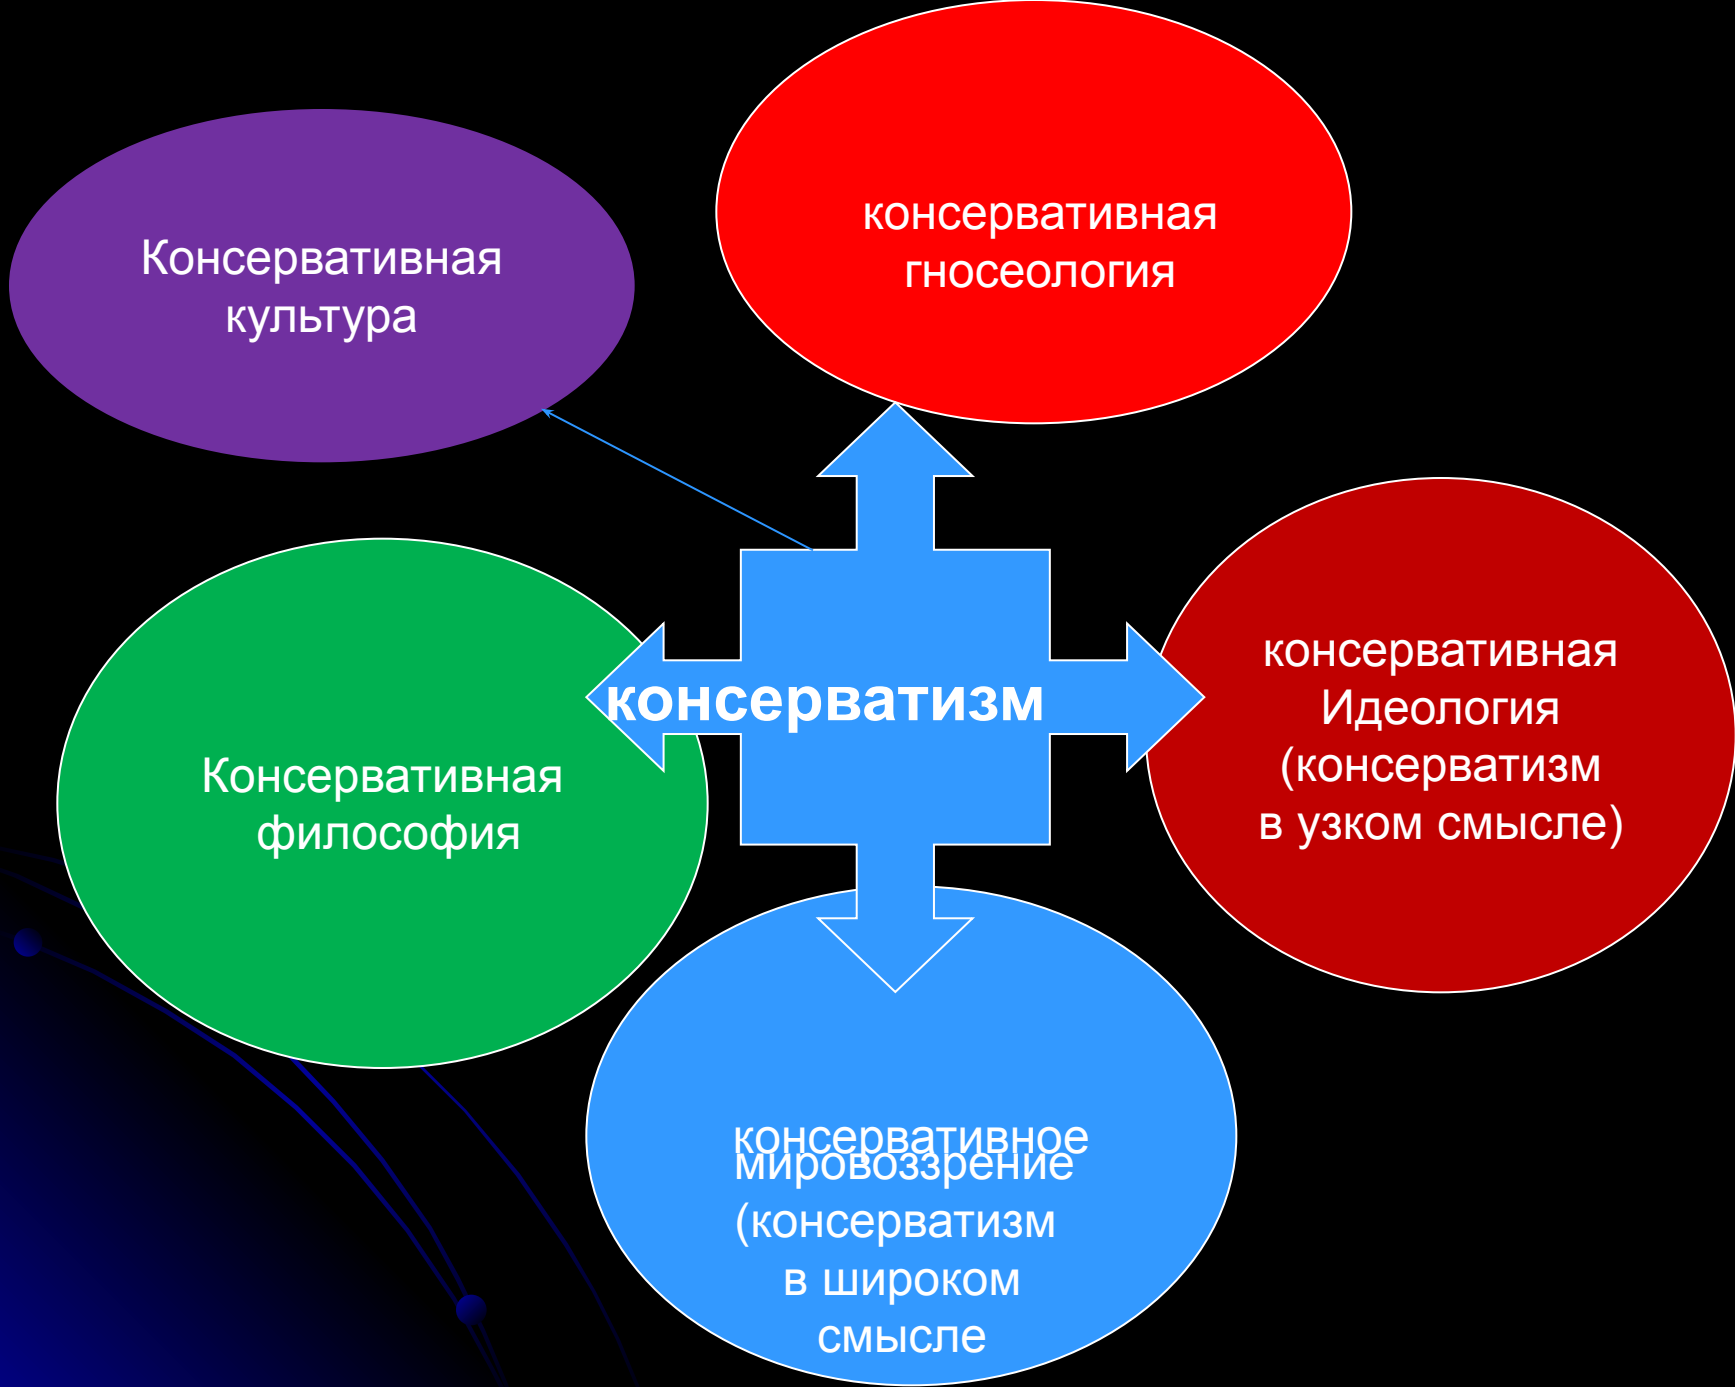 консервативная
гносеология
Консервативная
культура
консервативная
Идеология
(консерватизм
в узком смысле)
консерватизм
Консервативная
философия
консервативное
мировоззрение
(консерватизм
в широком
смысле